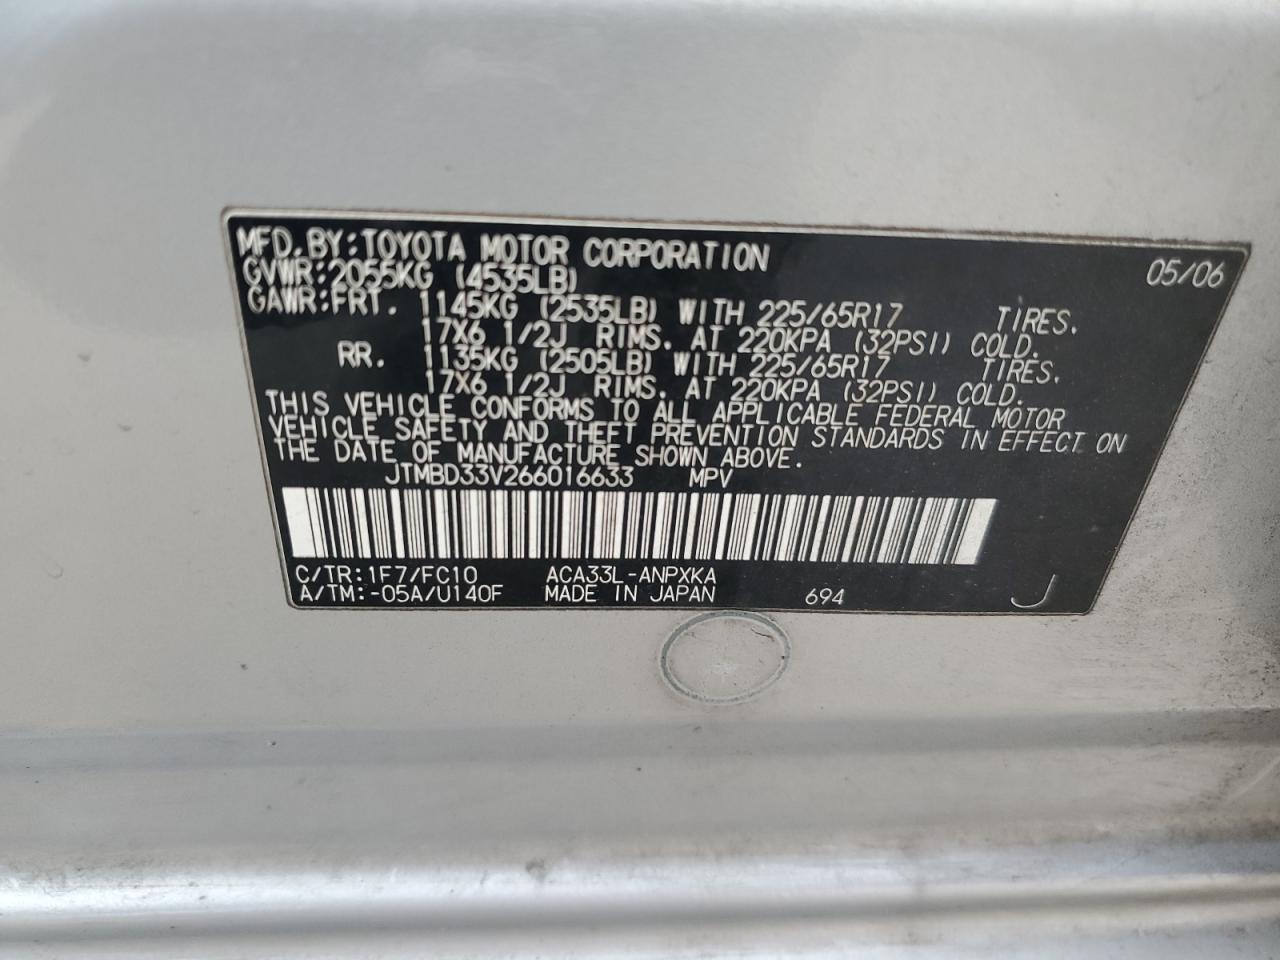 MFD. BY: TOYOTA MOTOR CORPORATION 05/06
GVWR: 2055KG (4535LB)
GAWR: FRT. 1145KG (2535LB) WITH 225/65R17 TIRES.
17X6 1/2J RIMS. AT 220KPA (32PSI) COLD.
RR. 1135KG (2505LB) WITH 225/65R17 TIRES.
17X6 1/2J RIMS. AT 220KPA (32PSI) COLD.
THIS VEHICLE CONFORMS TO ALL APPLICABLE FEDERAL MOTOR
VEHICLE SAFETY AND THEFT PREVENTION STANDARDS IN EFFECT ON
THE DATE OF MANUFACTURE SHOWN ABOVE.
JTMBD33V266016633 MPV
C/TR: 1F7/FC10 ACA33L-ANPXKA
A/TM: -05A/U140F MADE IN JAPAN 694 J